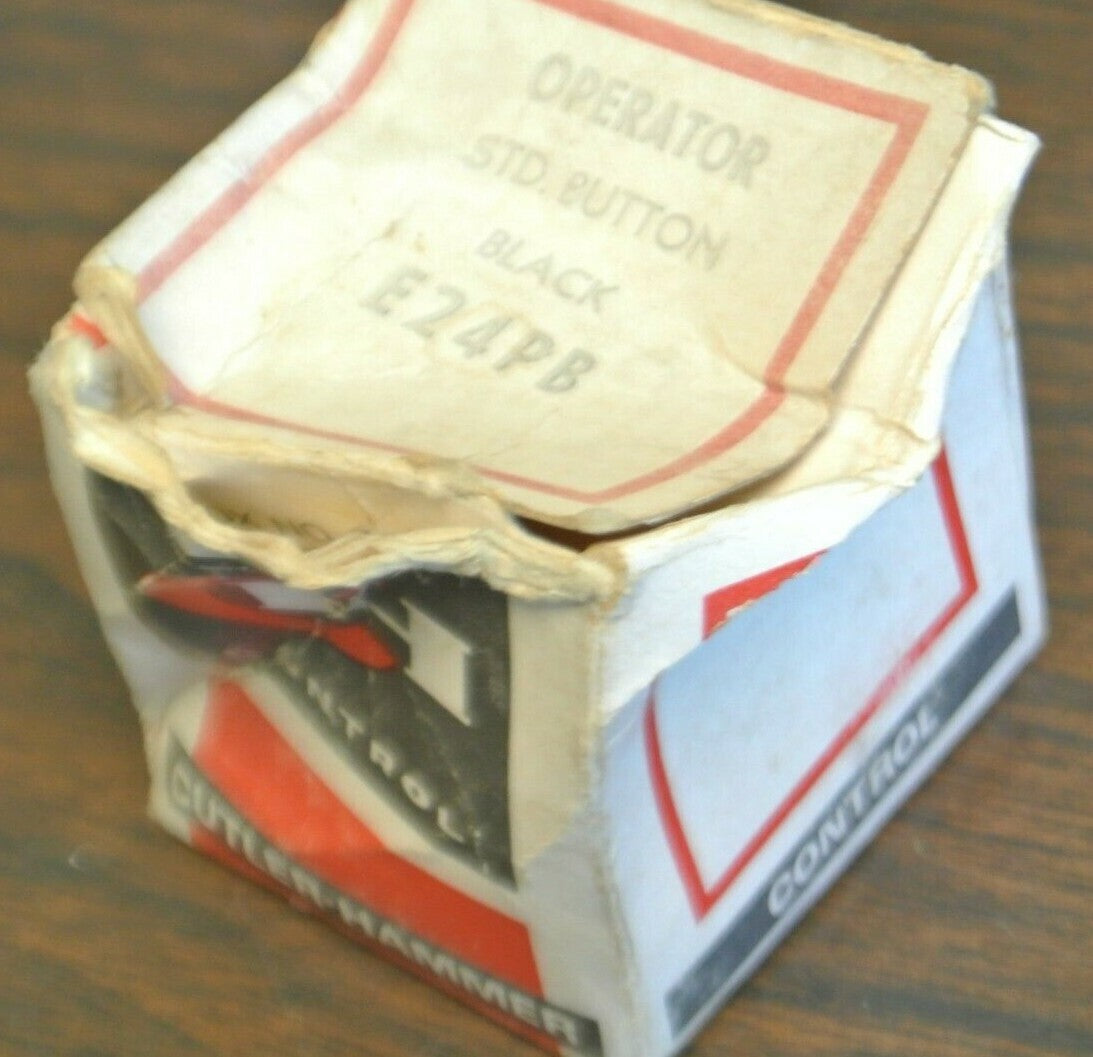 OPERATOR
STD. BUTTON
BLACK
E24PB
CONTROL
CUTLER-HAMMER
CONTROL